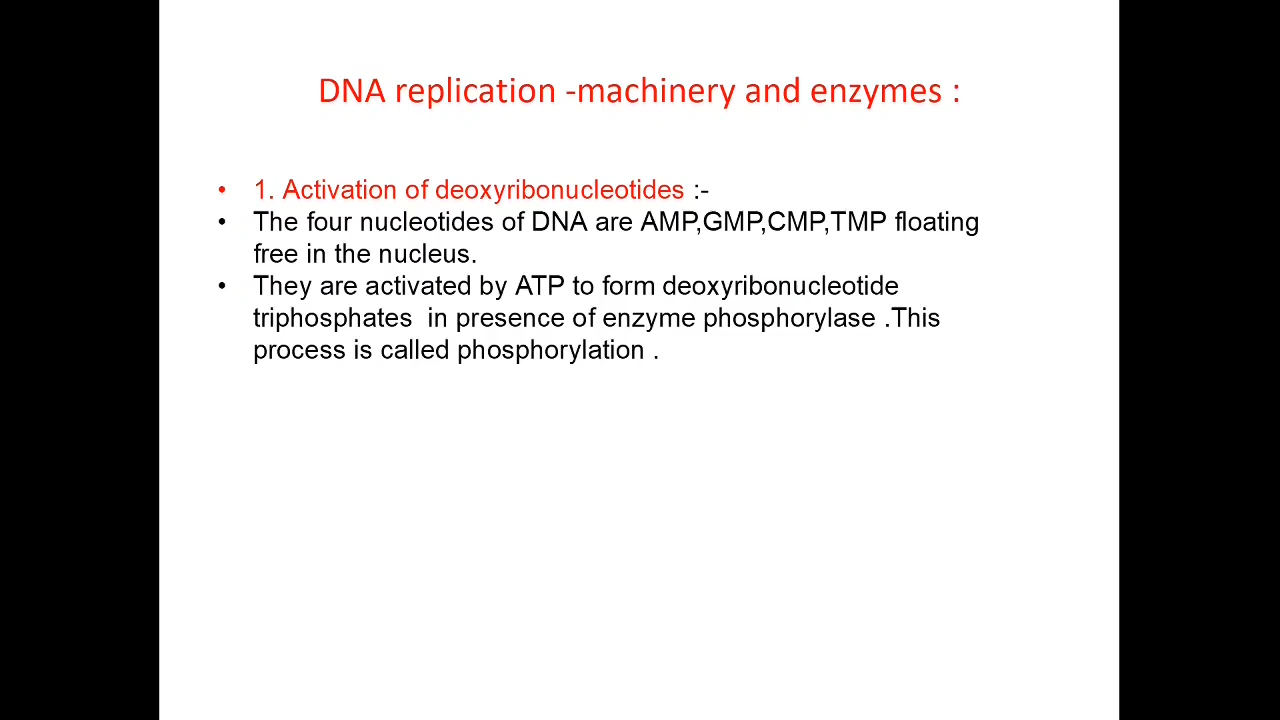 DNA replication -machinery and enzymes :
• 1. Activation of deoxyribonucleotides :-
• The four nucleotides of DNA are AMP,GMP,CMP,TMP floating
free in the nucleus.
• They are activated by ATP to form deoxyribonucleotide
triphosphates  in presence of enzyme phosphorylase .This
process is called phosphorylation .